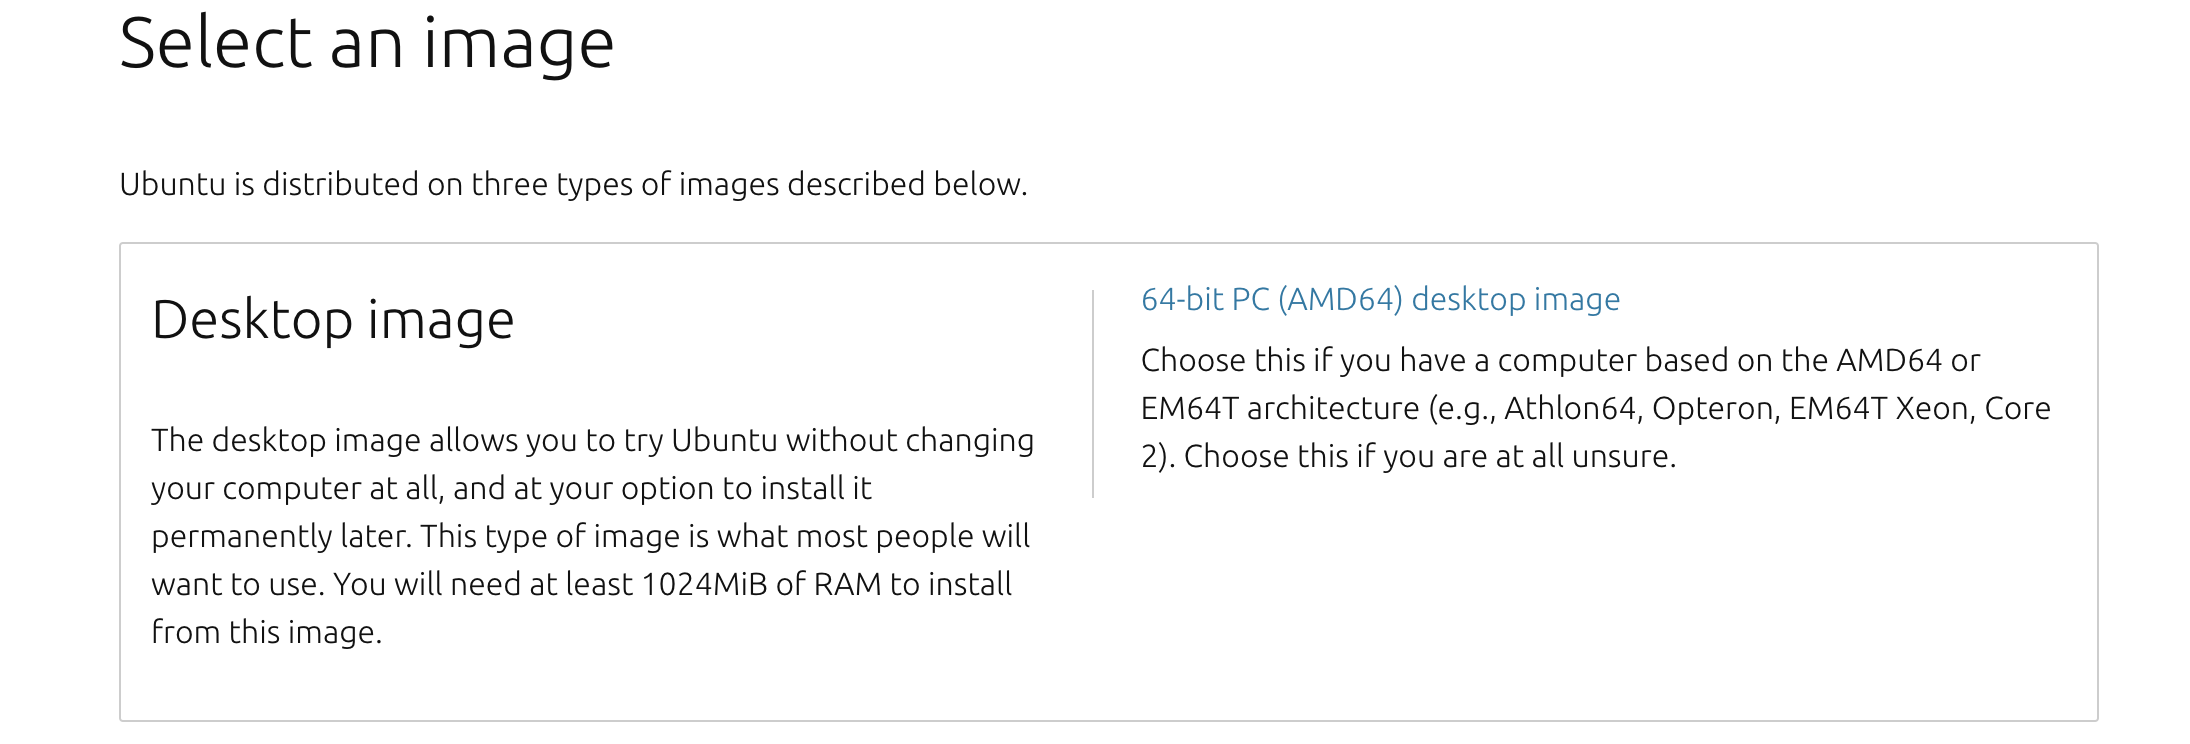 Select an image
Ubuntu is distributed on three types of images described below.
Desktop image
The desktop image allows you to try Ubuntu without changing
your computer at all, and at your option to install it
permanently later. This type of image is what most people will
want to use. You will need at least 1024MiB of RAM to install
from this image.
64-bit PC (AMD64) desktop image
Choose this if you have a computer based on the AMD64 or
EM64T architecture (e.g., Athlon64, Opteron, EM64T Xeon, Core
2). Choose this if you are at all unsure.